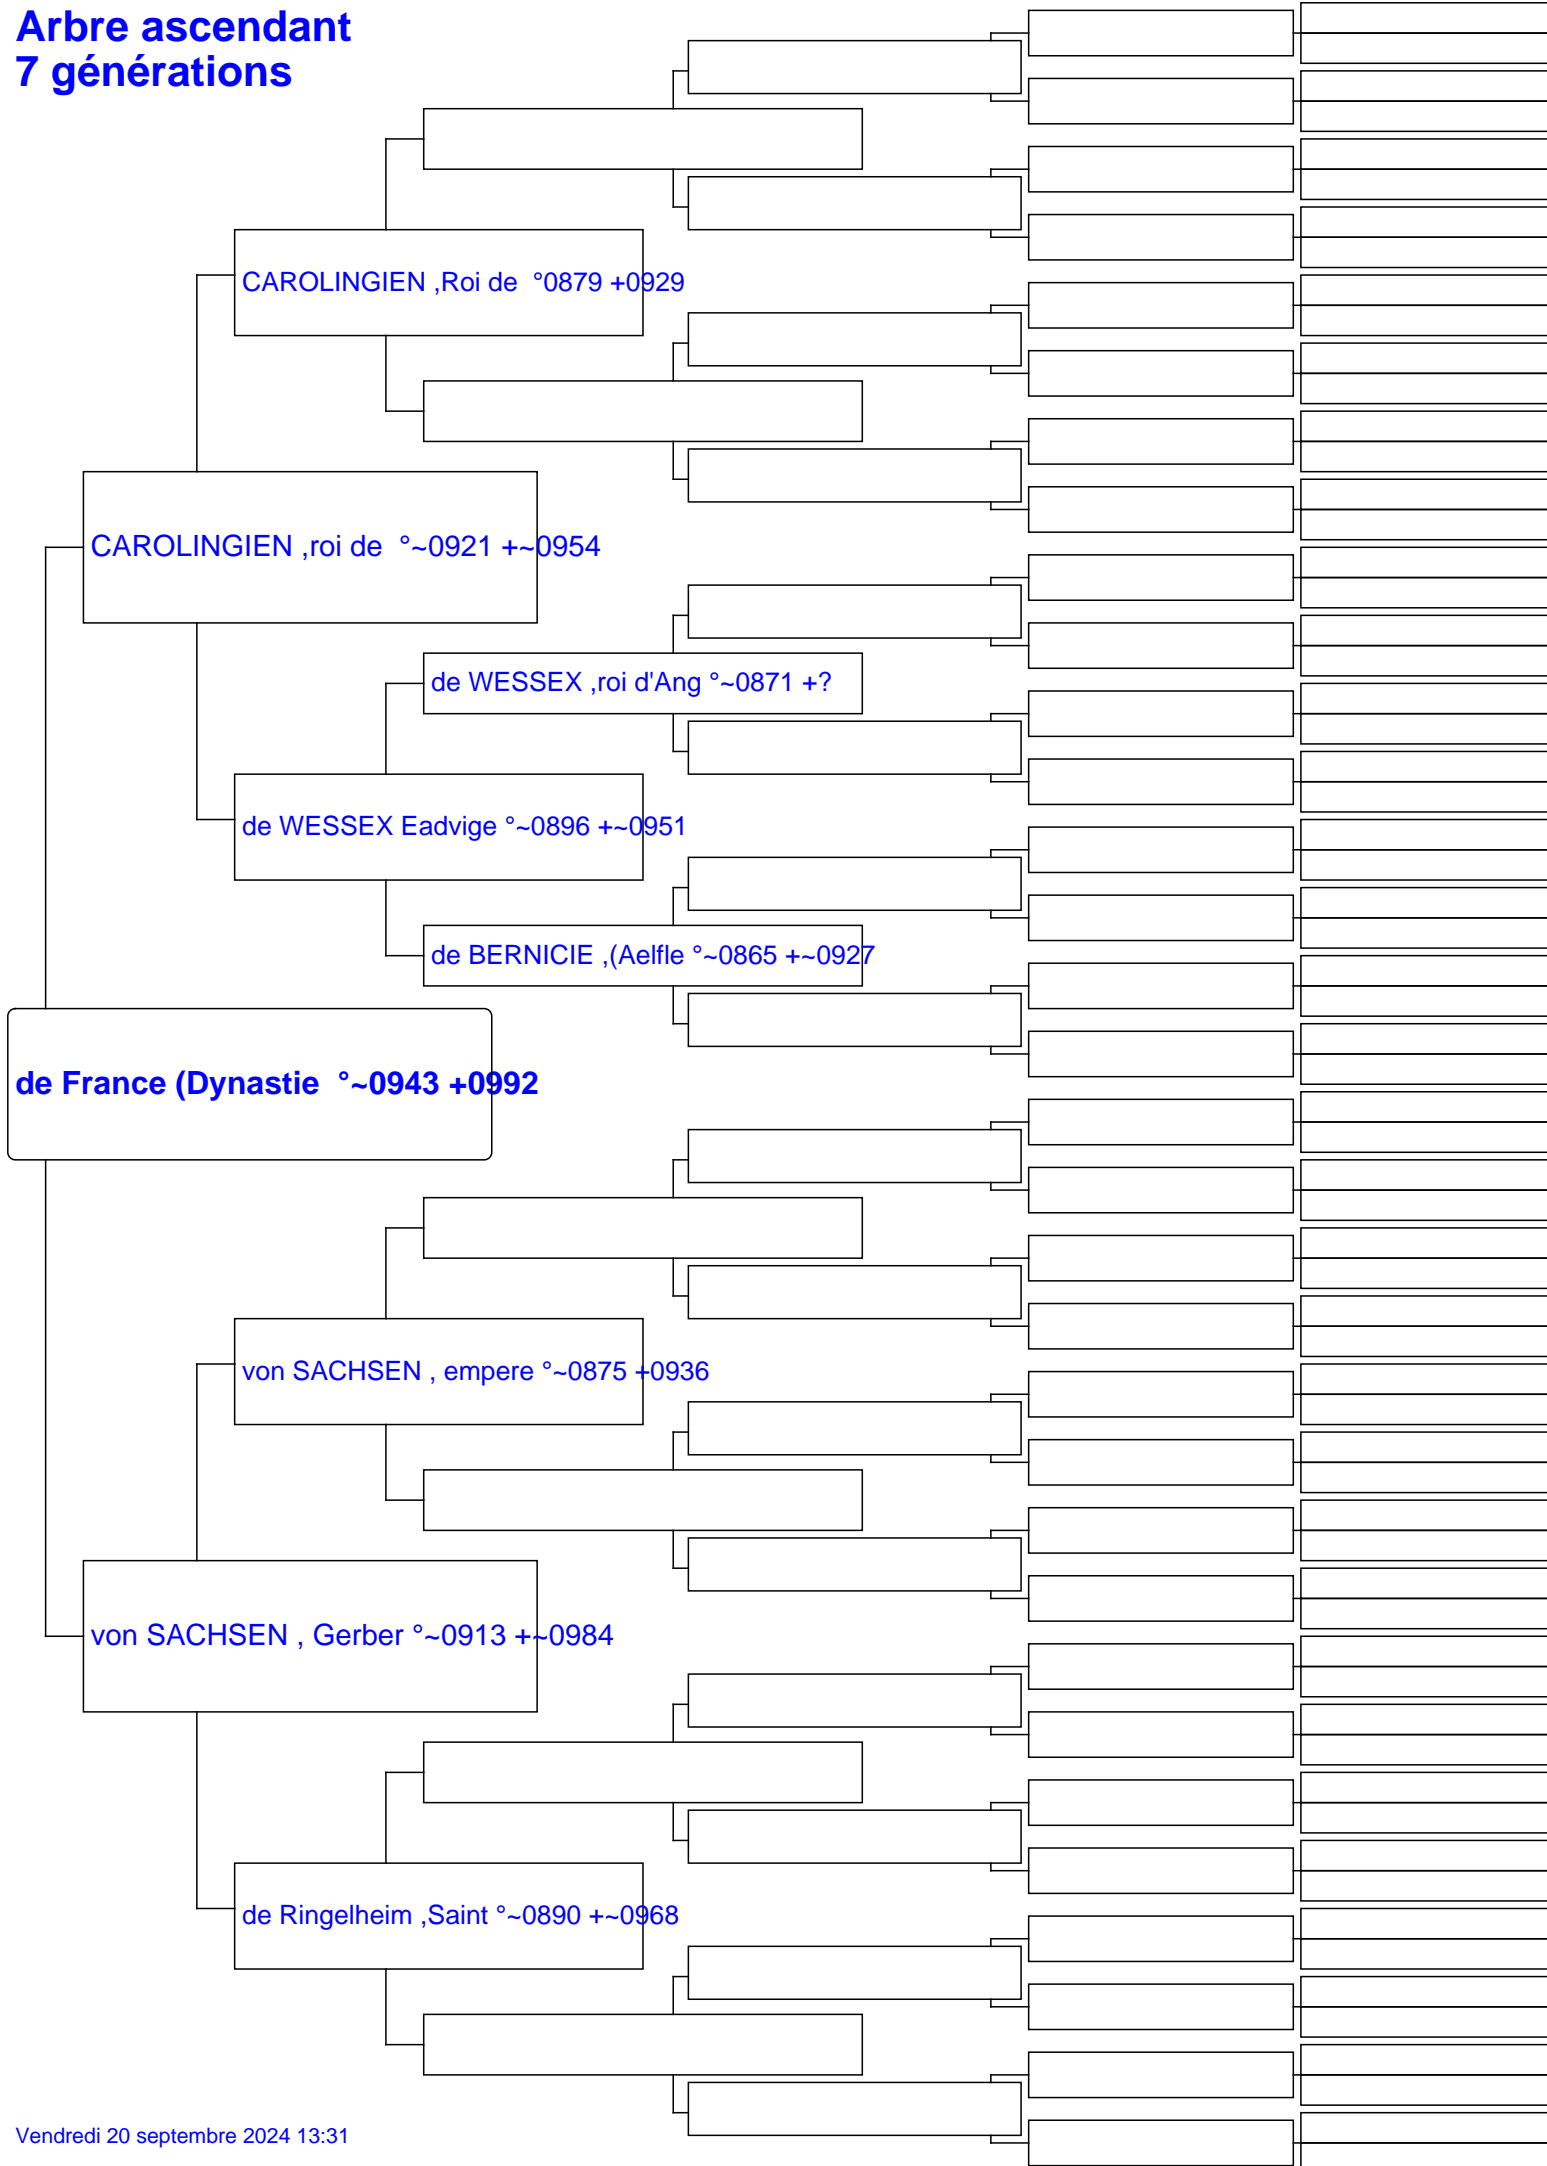 Arbre ascendant
7 générations
CAROLINGIEN ,Roi de  °0879 +0929
CAROLINGIEN ,roi de  °~0921 +~0954
de WESSEX ,roi d'Ang °~0871 +?
de WESSEX Eadvige °~0896 +~0951
de BERNICIE ,(Aelfle °~0865 +~0927
de France (Dynastie  °~0943 +0992
von SACHSEN , empere °~0875 +0936
von SACHSEN , Gerber °~0913 +~0984
de Ringelheim ,Saint °~0890 +~0968
Vendredi 20 septembre 2024 13:31